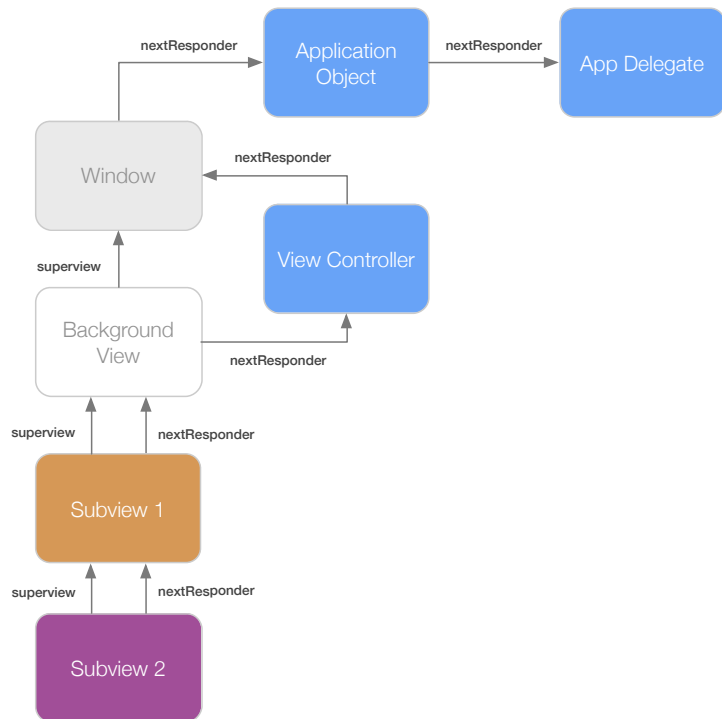 nextResponder
Application
Object
nextResponder
App Delegate
Window
nextResponder
View Controller
superview
Background
View
nextResponder
superview
nextResponder
Subview 1
superview
nextResponder
Subview 2